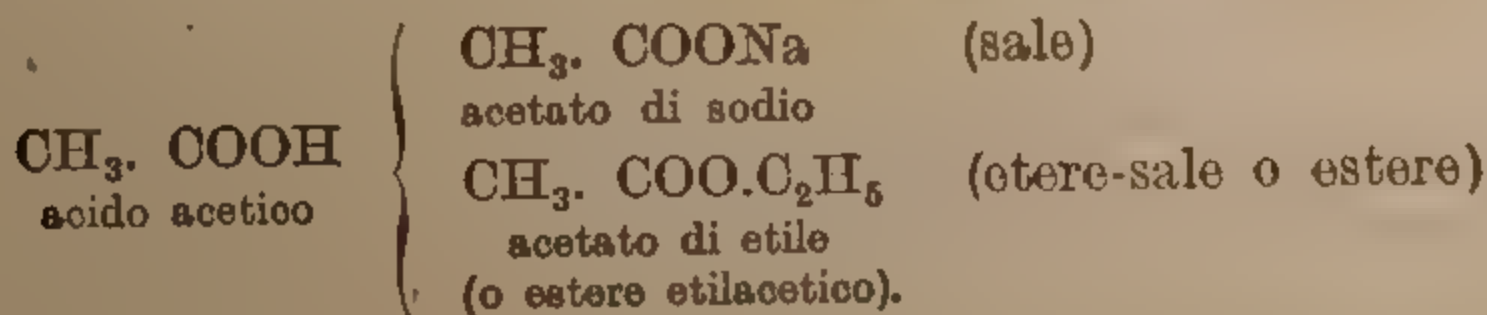 CH₃. COONa (sale)
acetato di sodio
CH₃. COOH
acido acetico
CH₃. COO.C₂H₅ (etere-sale o estere)
acetato di etile
(o estere etilacetico).